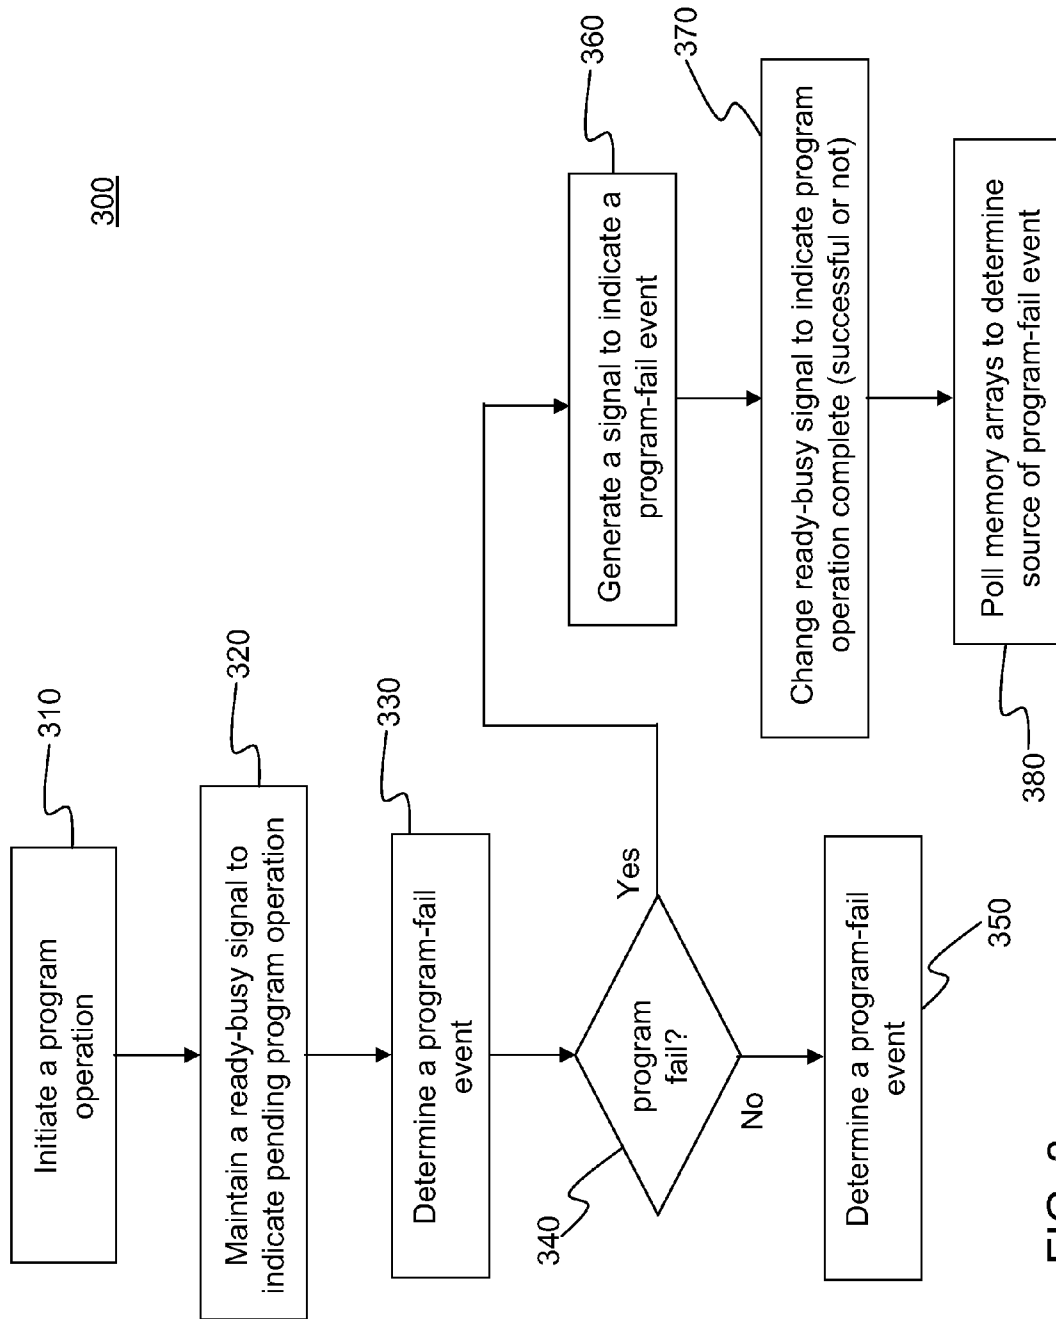 300
Initiate a program
operation
310
Maintain a ready-busy signal to
indicate pending program operation
320
Determine a program-fail
event
330
program
fail?
340
Yes
No
Determine a program-fail
event
350
Generate a signal to indicate a
program-fail event
360
Change ready-busy signal to indicate program
operation complete (successful or not)
370
Poll memory arrays to determine
source of program-fail event
380
FIG.